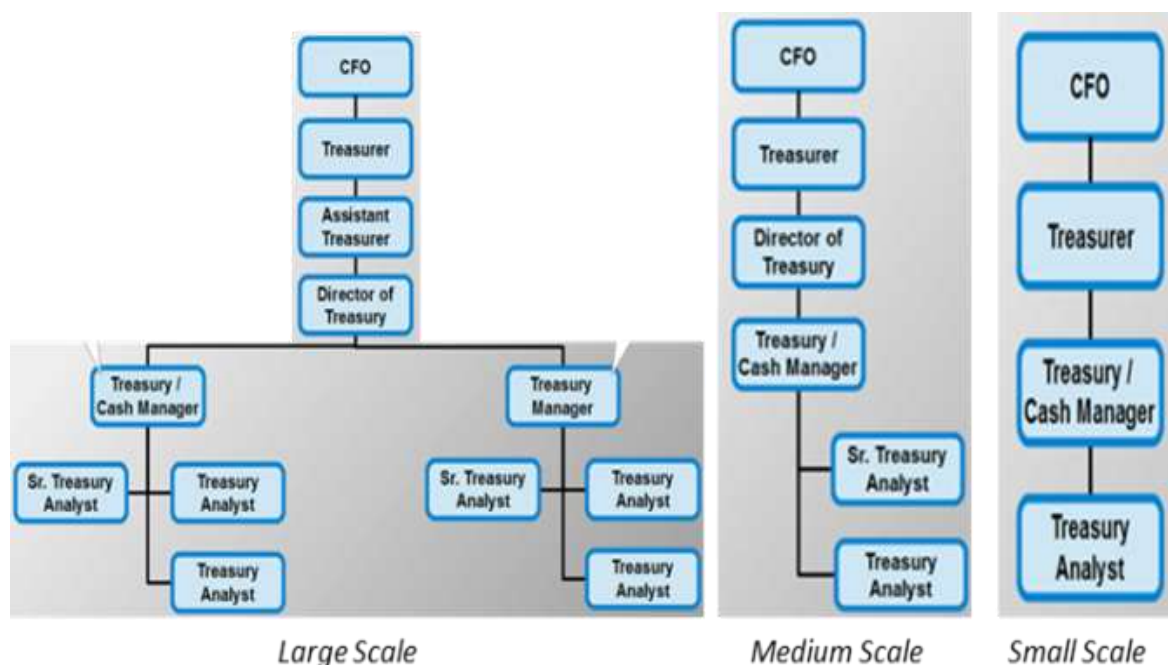 CFO
Treasurer
Assistant
Treasurer
Director of
Treasury
Treasury /
Cash Manager
Treasury
Manager
Sr. Treasury
Analyst
Treasury
Analyst
Sr. Treasury
Analyst
Treasury
Analyst
Treasury
Analyst
Treasury
Analyst
Large Scale
CFO
Treasurer
Director of
Treasury
Treasury /
Cash Manager
Sr. Treasury
Analyst
Treasury
Analyst
Medium Scale
CFO
Treasurer
Treasury /
Cash Manager
Treasury
Analyst
Small Scale